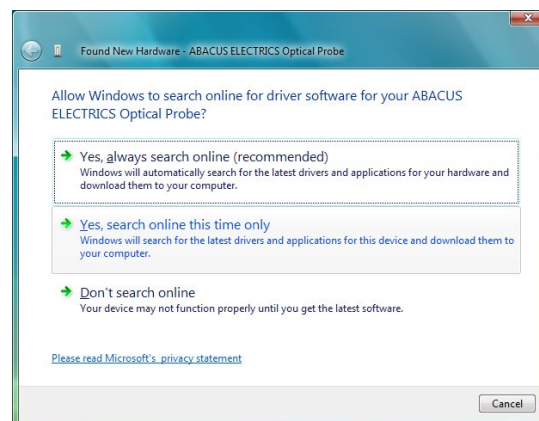 Found New Hardware - ABACUS ELECTRICS Optical Probe
Allow Windows to search online for driver software for your ABACUS
ELECTRICS Optical Probe?
Yes, always search online (recommended)
Windows will automatically search for the latest drivers and applications for your hardware and
download them to your computer.
Yes, search online this time only
Windows will search for the latest drivers and applications for this device and download them to
your computer.
Don't search online
Your device may not function properly until you get the latest software.
Please read Microsoft's privacy statement
Cancel